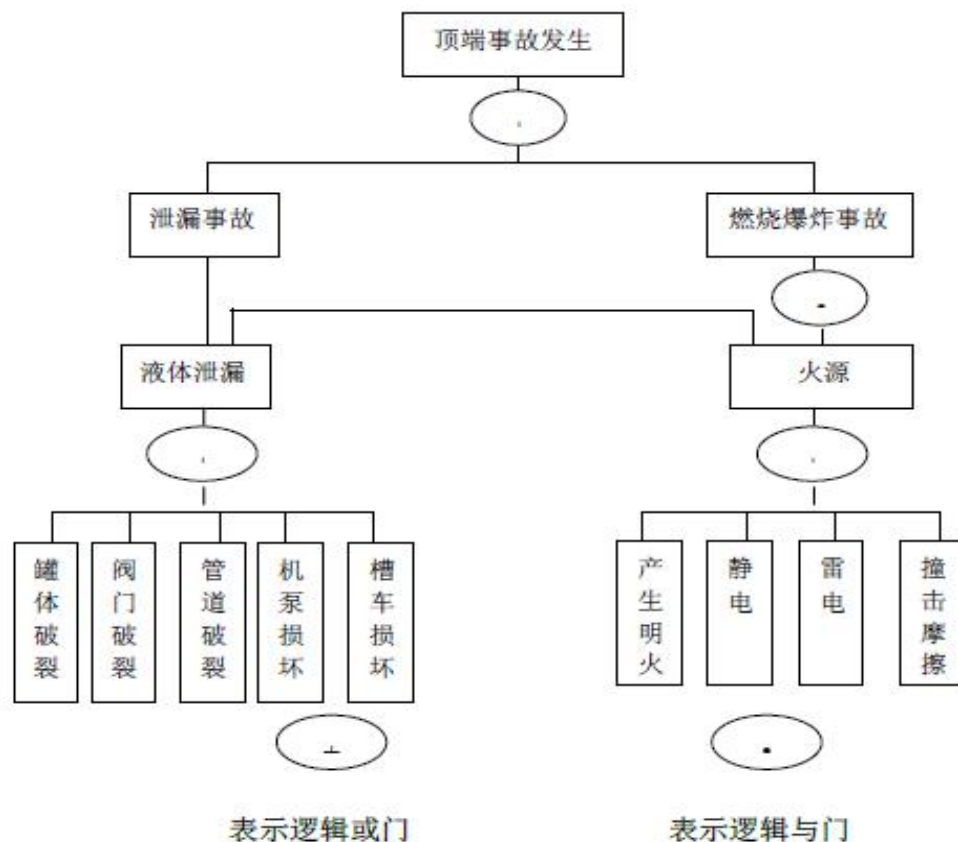 顶端事故发生
泄漏事故
燃烧爆炸事故
液体泄漏
火源
罐体破裂
阀门破裂
管道破裂
机泵损坏
槽车损坏
产生明火
静电
雷电
撞击摩擦
表示逻辑或门
表示逻辑与门